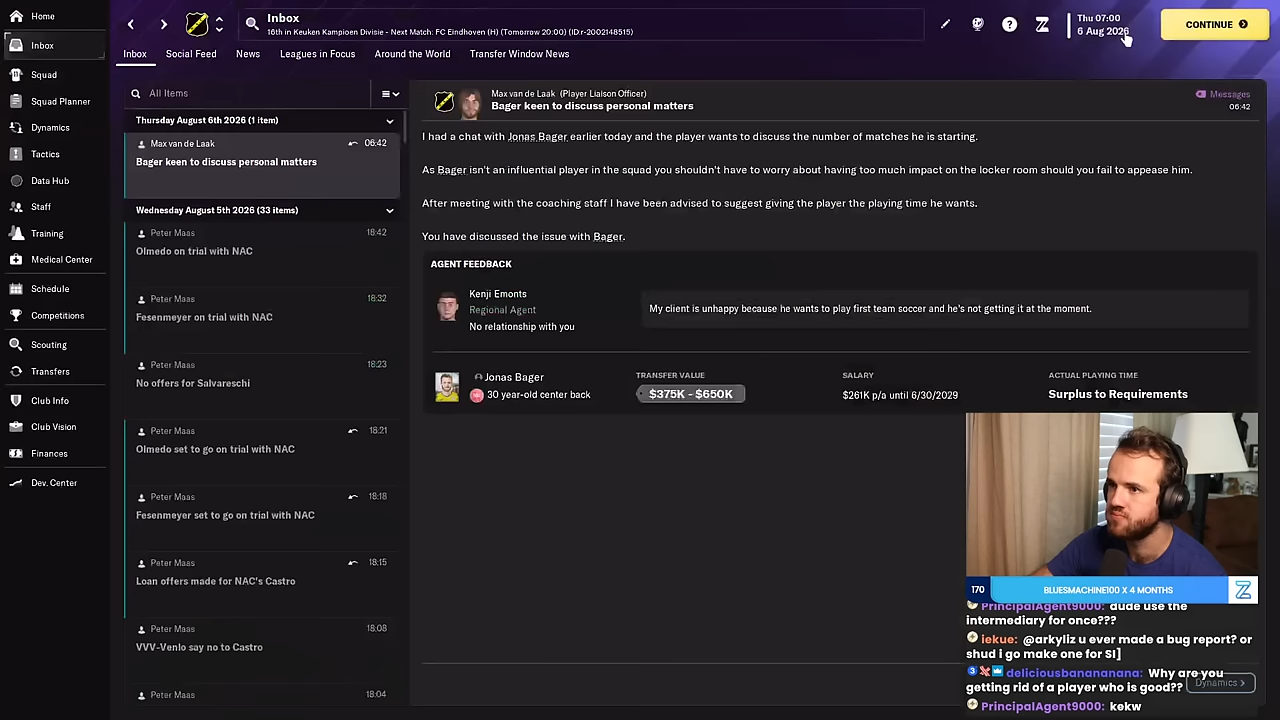 Home
Inbox
Squad
Squad Planner
Dynamics
Tactics
Data Hub
Staff
Training
Medical Center
Schedule
Competitions
Scouting
Transfers
Club Info
Club Vision
Finances
Dev. Center
Inbox
16th in Keuken Kampioen Divisie - Next Match: FC Eindhoven (H) (Tomorrow 20:00) (ID:r-2002148515)
Z
Thu 07:00
6 Aug 2026
CONTINUE
Inbox Social Feed News Leagues in Focus Around the World Transfer Window News
All Items
Thursday August 6th 2026 (1 item)
Max van de Laak 06:42
Bager keen to discuss personal matters
Wednesday August 5th 2026 (33 items)
Peter Maas 18:42
Olmedo on trial with NAC
Peter Maas 18:32
Fesenmeyer on trial with NAC
Peter Maas 18:23
No offers for Salvareschi
Peter Maas 18:21
Olmedo set to go on trial with NAC
Peter Maas 18:18
Fesenmeyer set to go on trial with NAC
Peter Maas 18:15
Loan offers made for NAC's Castro
Peter Maas 18:08
VVV-Venlo say no to Castro
Peter Maas 18:04
Max van de Laak (Player Liaison Officer)
Bager keen to discuss personal matters
Messages
06:42
I had a chat with Jonas Bager earlier today and the player wants to discuss the number of matches he is starting.
As Bager isn't an influential player in the squad you shouldn't have to worry about having too much impact on the locker room should you fail to appease him.
After meeting with the coaching staff I have been advised to suggest giving the player the playing time he wants.
You have discussed the issue with Bager.
AGENT FEEDBACK
Kenji Emonts
Regional Agent
No relationship with you
My client is unhappy because he wants to play first team soccer and he's not getting it at the moment.
Jonas Bager
30 year-old center back
TRANSFER VALUE
$375K - $650K
SALARY
$261K p/a until 6/30/2029
ACTUAL PLAYING TIME
Surplus to Requirements
170 BLUESMACHINE100 X 4 MONTHS Z
PrincipalAgent9000: dude use the
intermediary for once???
iekue: @arkyliz u ever made a bug report? or
shud i go make one for SI]
deliciousbanananana: Why are you
getting rid of a player who is good??
PrincipalAgent9000: kekw
Dynamics